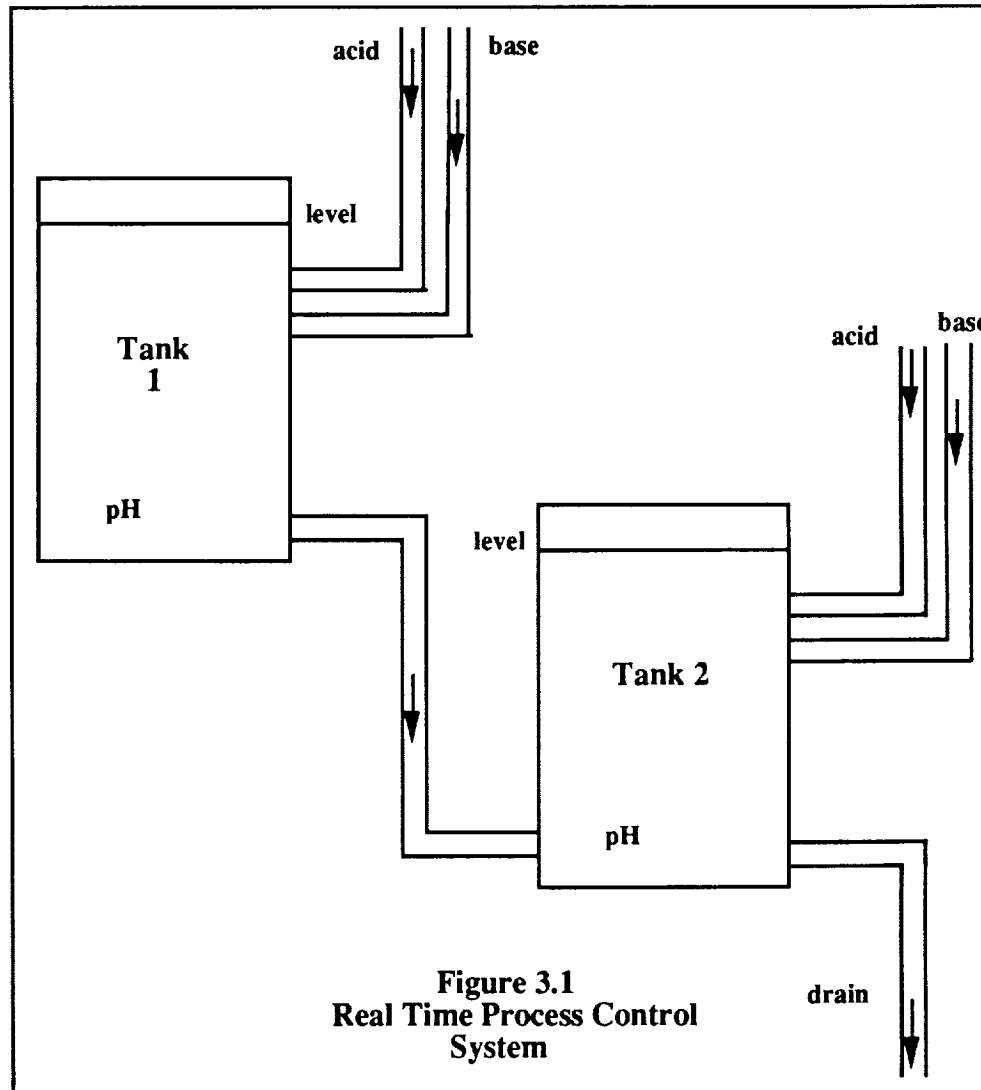 acid
base
level
Tank
1
pH
acid
base
level
Tank 2
pH
drain
Figure 3.1
Real Time Process Control
System